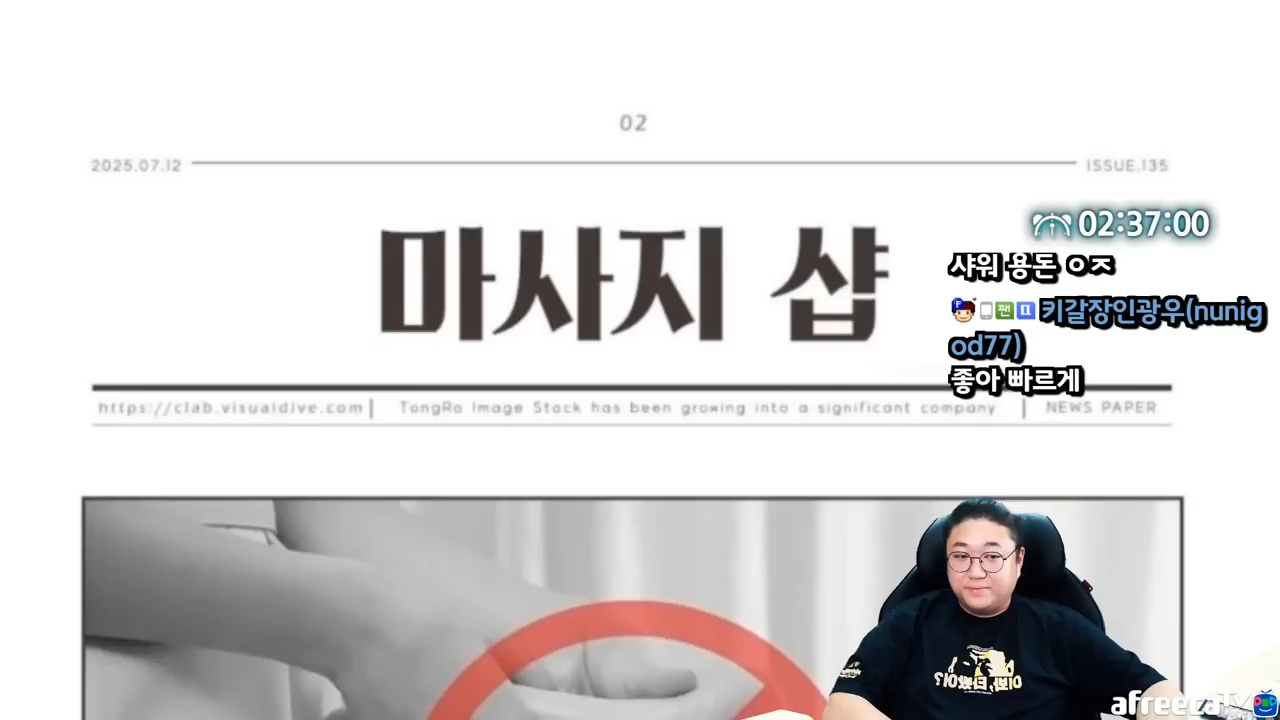 02
2025.07.12
ISSUE.135
마사지 샵
https://clab.visualdive.com | TongRo Image Stock has been growing into a significant company | NEWS PAPER
02:37:00
샤워 용돈 ㅇㅈ
키갈장인광우(nunig
od77)
좋아 빠르게
afreecaTV